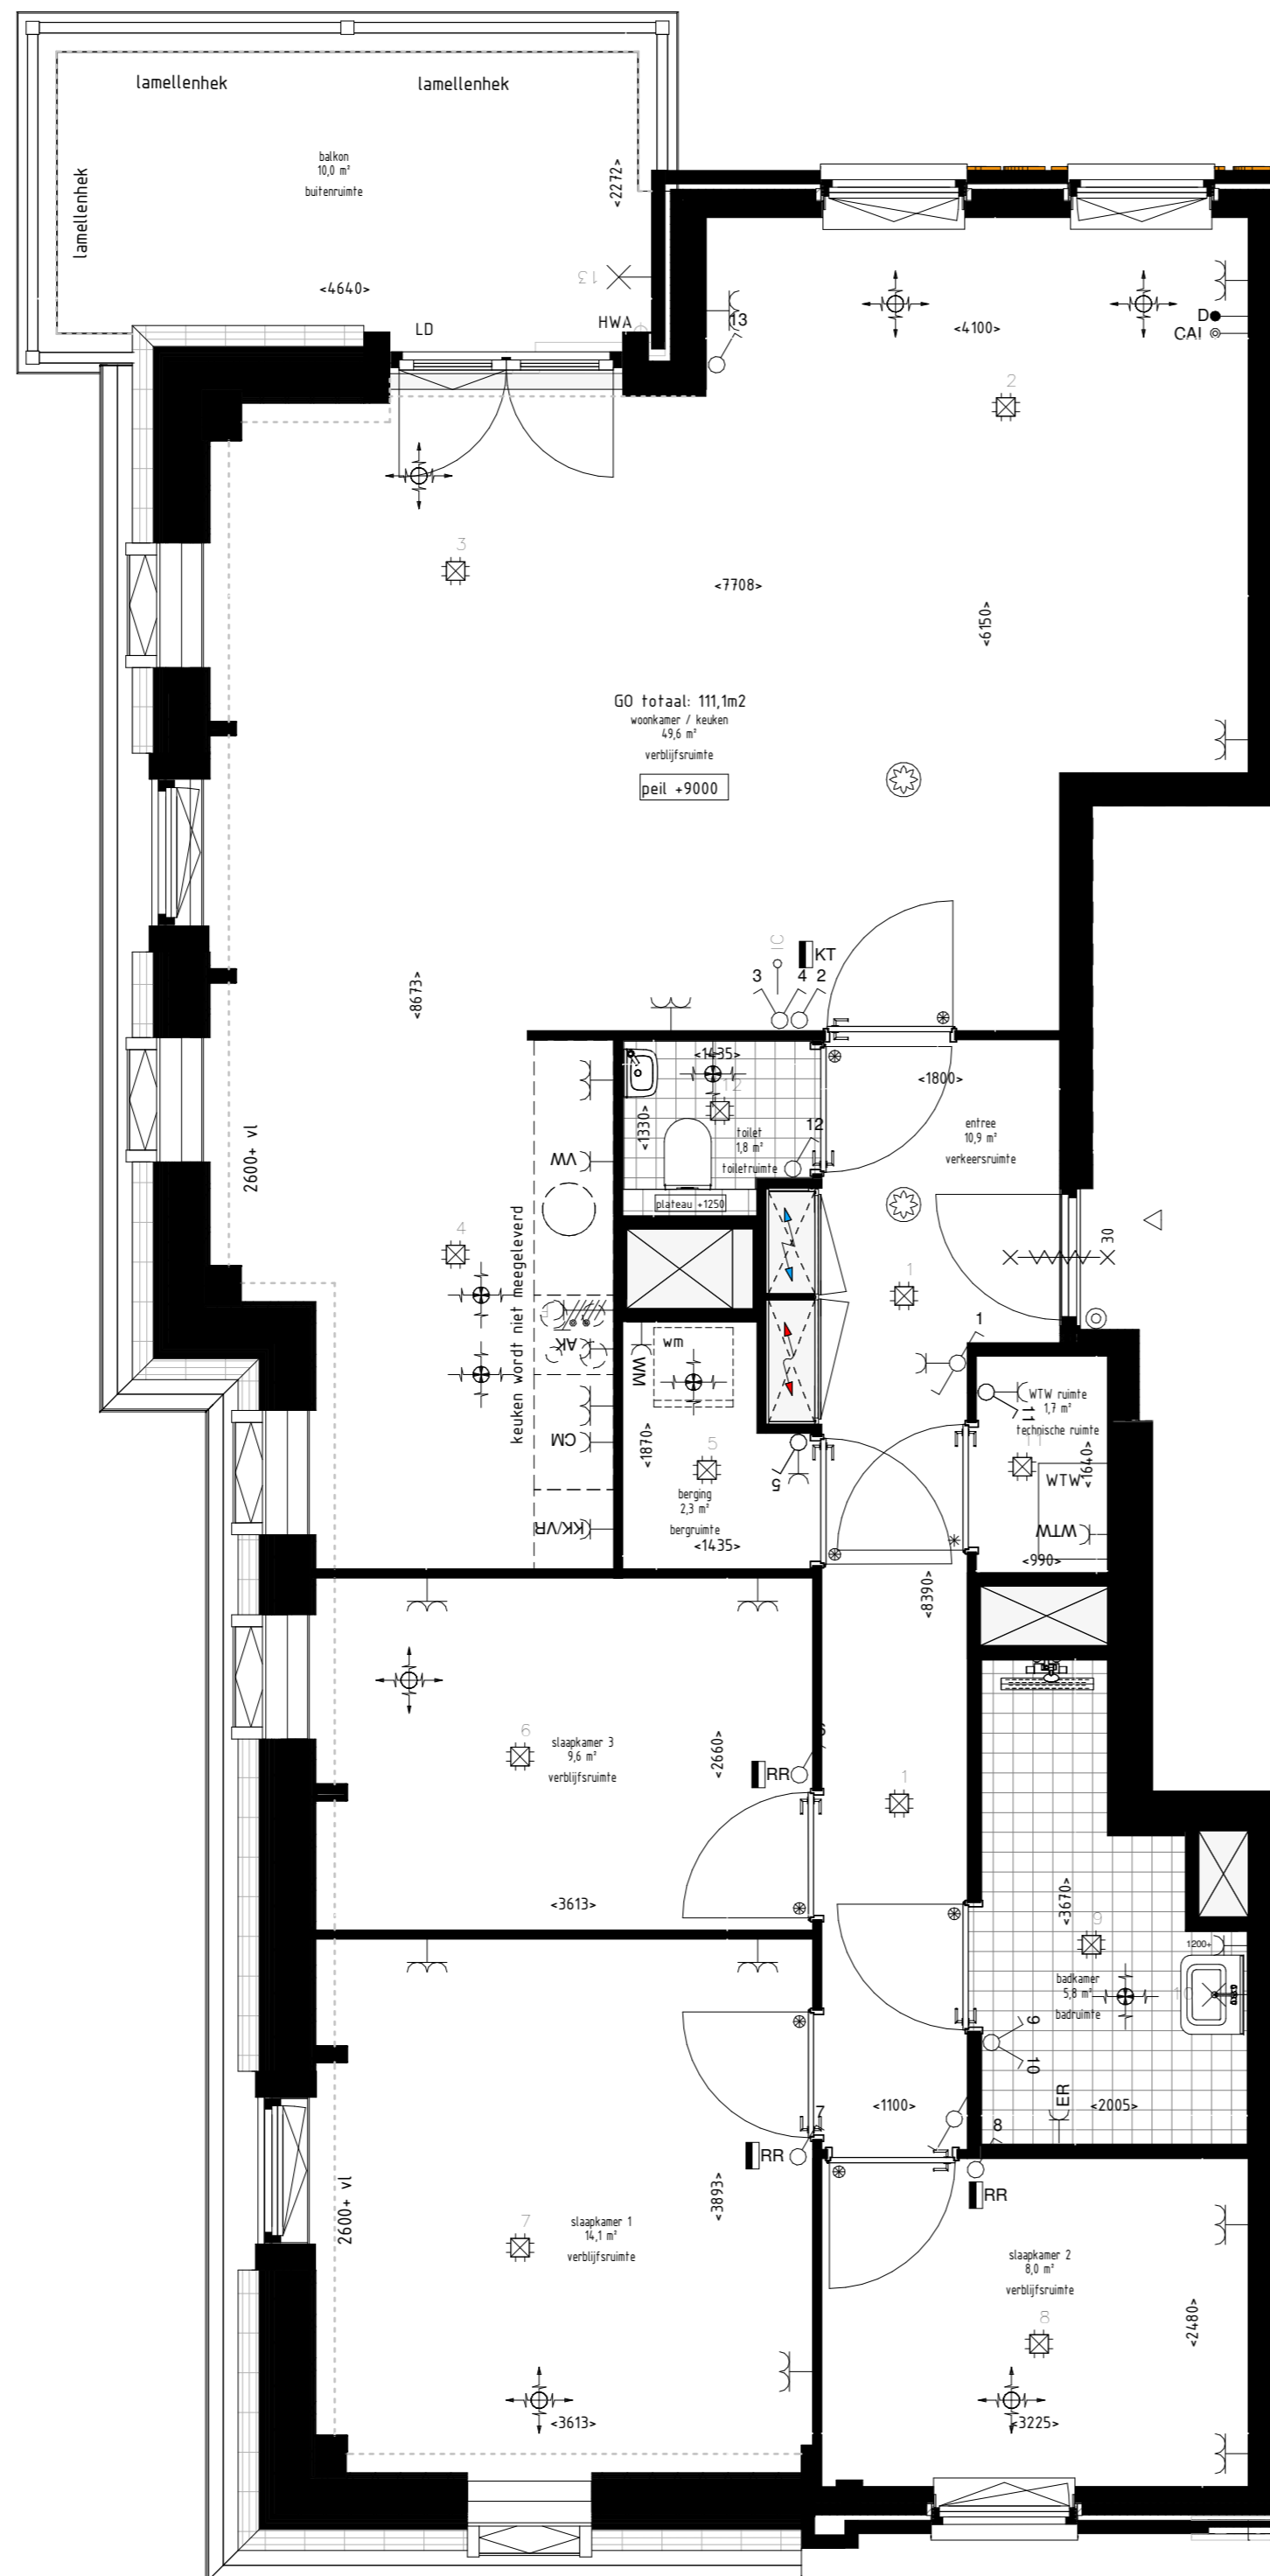 lamellenhek
lamellenhek
lamellenhek
balkon
10,0 m²
buitenruimte
<2272>
<4640>
13
LD
HWA
13
<4100>
D
CAI
2
3
<7708>
<6150>
GO totaal: 111,1m2
woonkamer / keuken
49,6 m²
verblijfsruimte
peil +9000
<8673>
IC
KT
3
4
2
<1435>
12
<1330>
toilet
1,8 m²
toiletruimte
12
plateau +1250
<1800>
entree
10,9 m²
verkeersruimte
2600+ vl
VW
4
keuken wordt niet meegeleverd
AK
CM
KK/VR
wm
WM
<1870>
5
berging
2,3 m²
bergruimte
<1435>
5
1
30
1
WTW ruimte
1,7 m²
technische ruimte
11
11
<1640>
WTW
WTW
<990>
<8390>
6
slaapkamer 3
9,6 m²
verblijfsruimte
<2660>
6
RR
<3613>
1
<3670>
9
1200+
badkamer
5,8 m²
badruimte
10
9
10
ER
<2005>
<1100>
7
RR
8
RR
<3893>
2600+ vl
7
slaapkamer 1
14,1 m²
verblijfsruimte
<3613>
slaapkamer 2
8,0 m²
verblijfsruimte
8
<2480>
<3225>